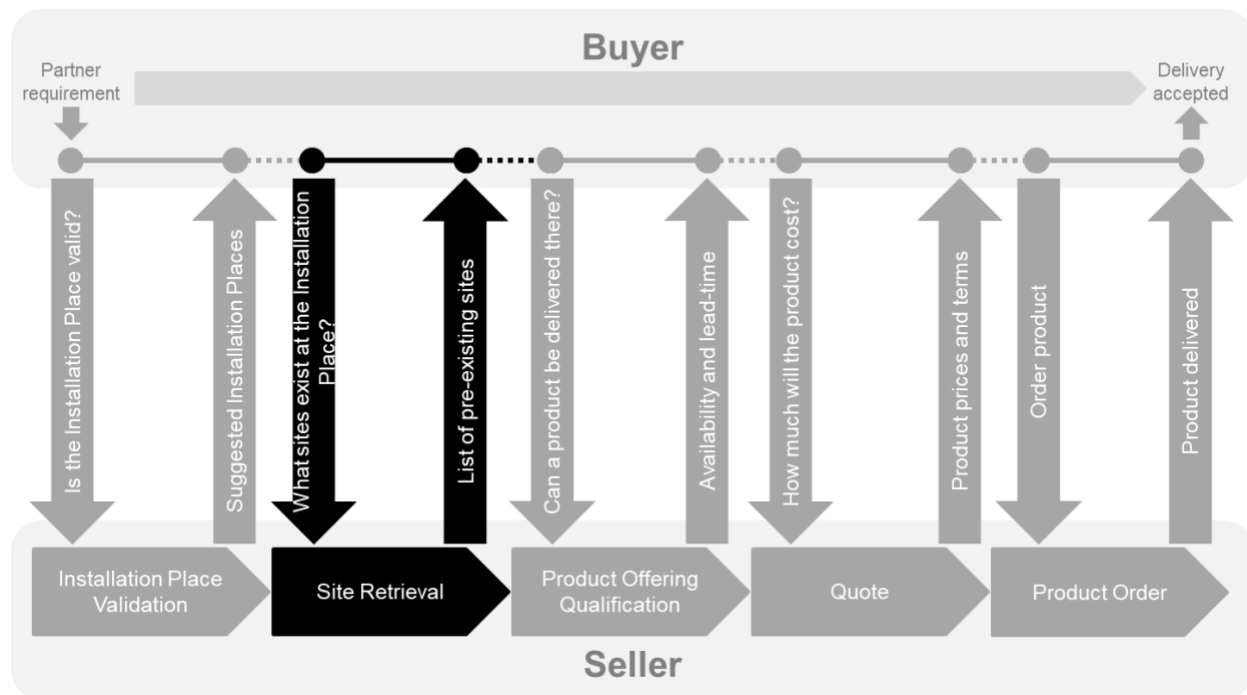 Buyer
Partner
requirement
Delivery
accepted
Is the Installation Place valid?
Suggested Installation Places
What sites exist at the Installation
Place?
List of pre-existing sites
Can a product be delivered there?
Availability and lead-time
How much will the product cost?
Product prices and terms
Order product
Product delivered
Installation Place
Validation
Site Retrieval
Product Offering
Qualification
Quote
Product Order
Seller